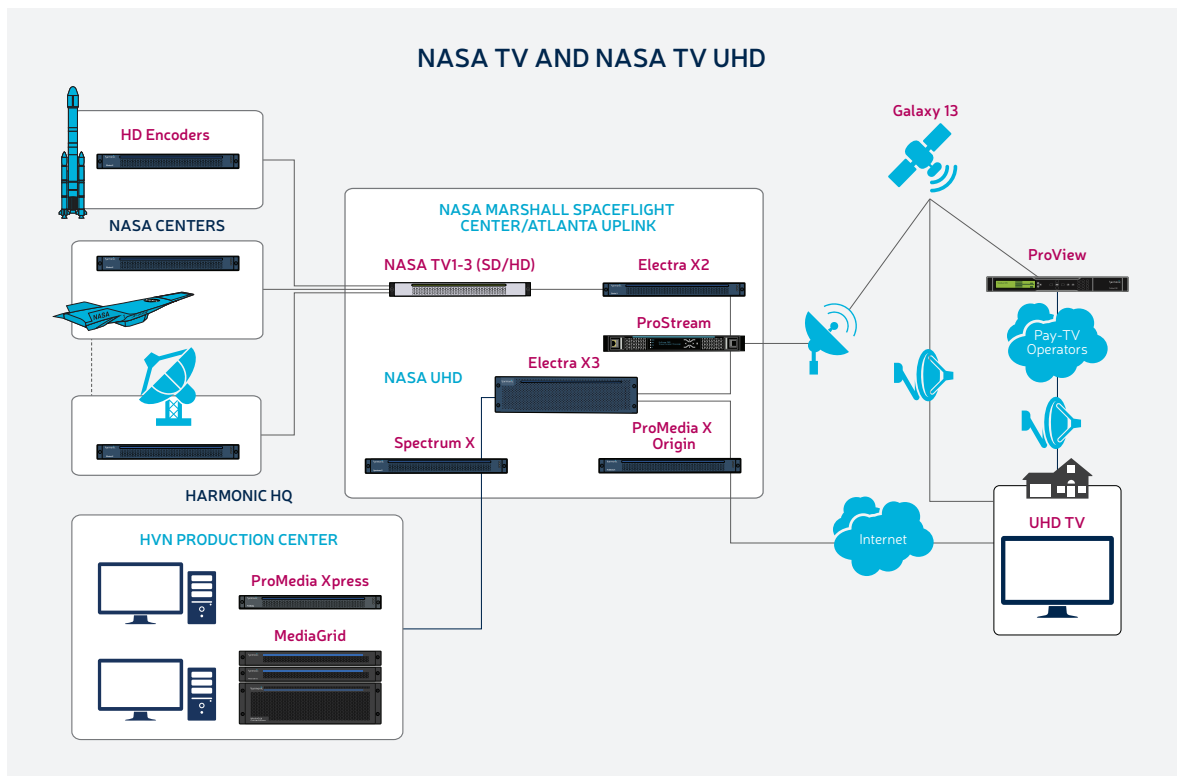 NASA TV AND NASA TV UHD
HD Encoders
NASA CENTERS
NASA
NASA MARSHALL SPACEFLIGHT
CENTER/ATLANTA UPLINK
NASA TV1-3 (SD/HD)
Electra X2
ProStream
Electra X3
NASA UHD
Spectrum X
ProMedia X
Origin
HARMONIC HQ
HVN PRODUCTION CENTER
ProMedia Xpress
MediaGrid
Galaxy 13
ProView
Pay-TV
Operators
Internet
UHD TV